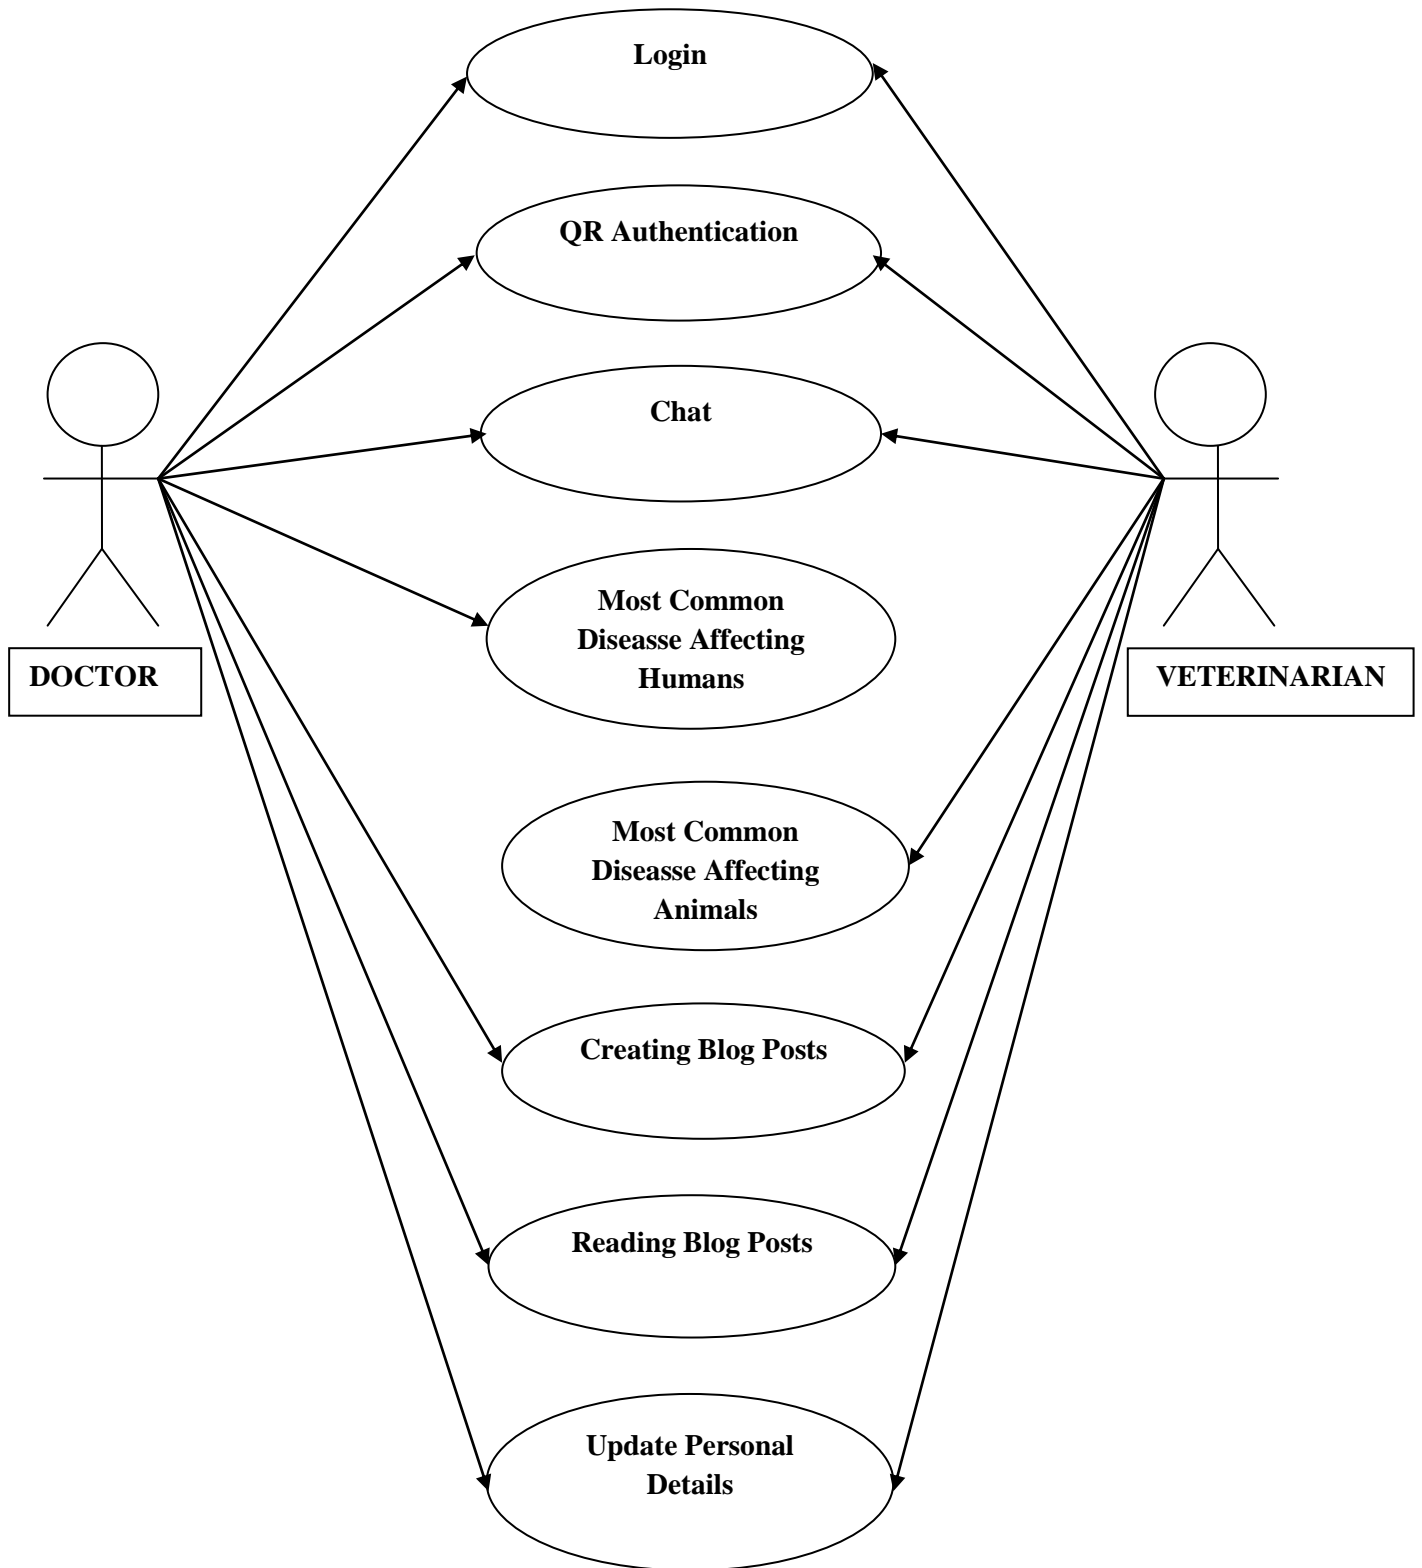 Login
QR Authentication
Chat
Most Common
Diseasse Affecting
Humans
DOCTOR
VETERINARIAN
Most Common
Diseasse Affecting
Animals
Creating Blog Posts
Reading Blog Posts
Update Personal
Details